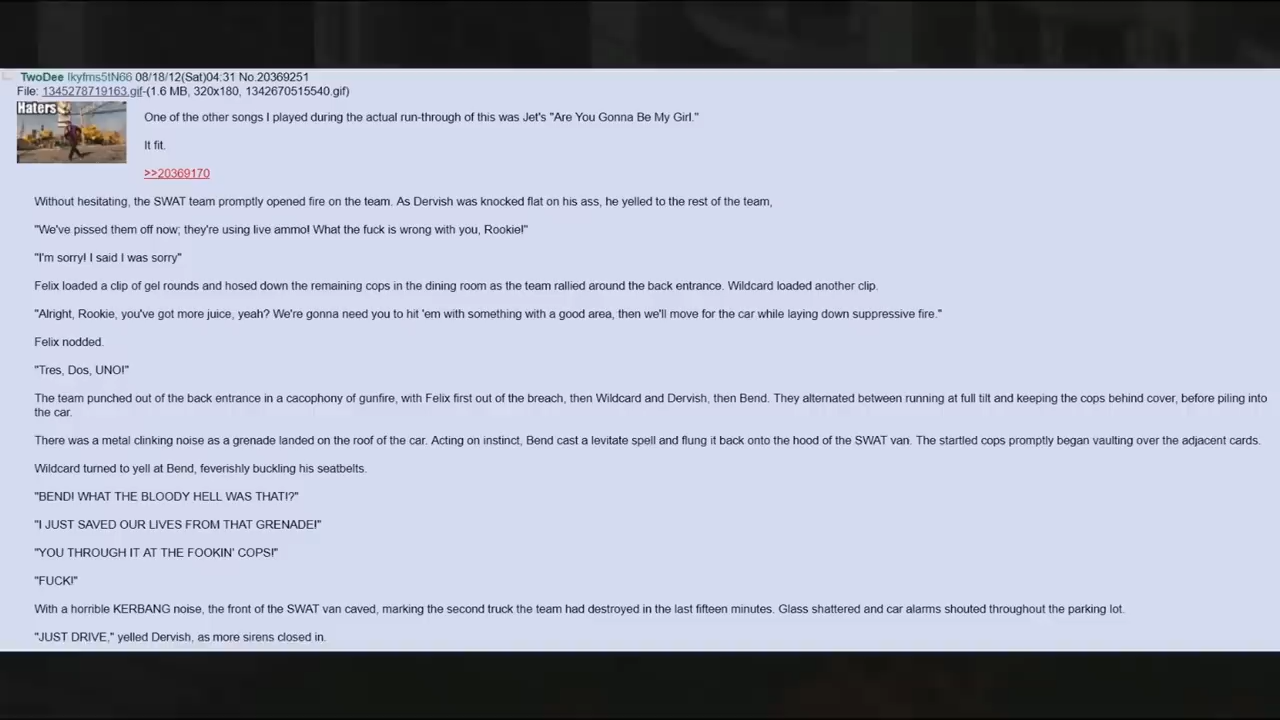 TwoDee Ikyfms5tN66 08/18/12(Sat)04:31 No.20369251
File: 1345278719163.gif-(1.6 MB, 320x180, 1342670515540.gif)
Haters
One of the other songs I played during the actual run-through of this was Jet's "Are You Gonna Be My Girl."
It fit.
>>20369170
Without hesitating, the SWAT team promptly opened fire on the team. As Dervish was knocked flat on his ass, he yelled to the rest of the team,
"We've pissed them off now; they're using live ammo! What the fuck is wrong with you, Rookie!"
"I'm sorry! I said I was sorry"
Felix loaded a clip of gel rounds and hosed down the remaining cops in the dining room as the team rallied around the back entrance. Wildcard loaded another clip.
"Alright, Rookie, you've got more juice, yeah? We're gonna need you to hit 'em with something with a good area, then we'll move for the car while laying down suppressive fire."
Felix nodded.
"Tres, Dos, UNO!"
The team punched out of the back entrance in a cacophony of gunfire, with Felix first out of the breach, then Wildcard and Dervish, then Bend. They alternated between running at full tilt and keeping the cops behind cover, before piling into
the car.
There was a metal clinking noise as a grenade landed on the roof of the car. Acting on instinct, Bend cast a levitate spell and flung it back onto the hood of the SWAT van. The startled cops promptly began vaulting over the adjacent cards.
Wildcard turned to yell at Bend, feverishly buckling his seatbelts.
"BEND! WHAT THE BLOODY HELL WAS THAT!?"
"I JUST SAVED OUR LIVES FROM THAT GRENADE!"
"YOU THROUGH IT AT THE FOOKIN' COPS!"
"FUCK!"
With a horrible KERBANG noise, the front of the SWAT van caved, marking the second truck the team had destroyed in the last fifteen minutes. Glass shattered and car alarms shouted throughout the parking lot.
"JUST DRIVE," yelled Dervish, as more sirens closed in.